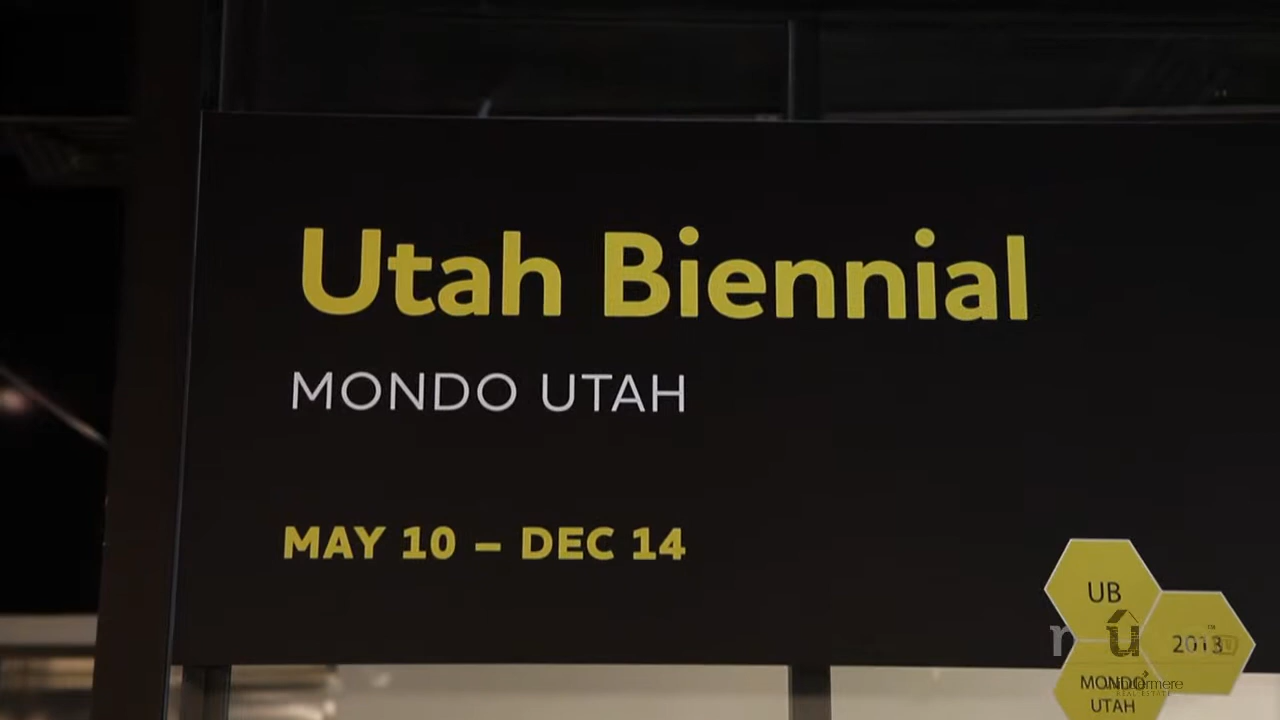 Utah Biennial
MONDO UTAH
MAY 10 – DEC 14
UB
2013
MONDO
UTAH